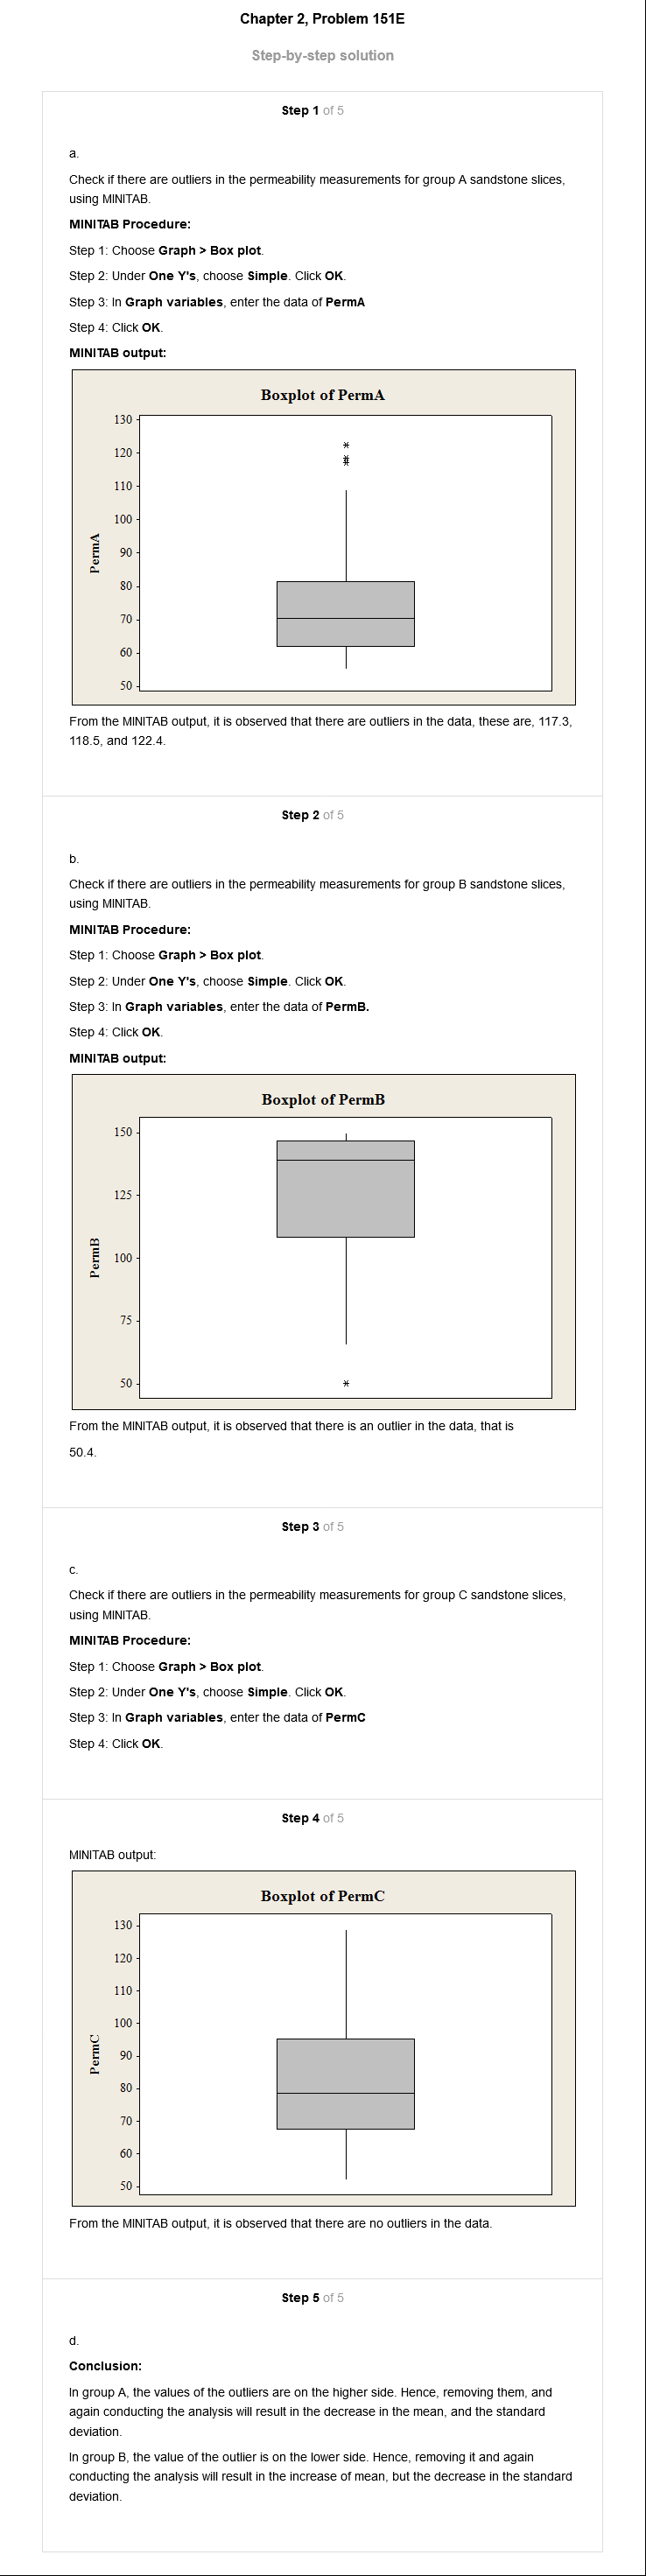 Chapter 2, Problem 151E
Step-by-step solution
Step 1 of 5
a.
Check if there are outliers in the permeability measurements for group A sandstone slices,
using MINITAB.
MINITAB Procedure:
Step 1: Choose Graph > Box plot.
Step 2: Under One Y's, choose Simple. Click OK.
Step 3: In Graph variables, enter the data of PermA
Step 4: Click OK.
MINITAB output:
Boxplot of PermA
130
120
110
100
90
80
70
60
50
PermA
From the MINITAB output, it is observed that there are outliers in the data, these are, 117.3,
118.5, and 122.4.
Step 2 of 5
b.
Check if there are outliers in the permeability measurements for group B sandstone slices,
using MINITAB.
MINITAB Procedure:
Step 1: Choose Graph > Box plot.
Step 2: Under One Y's, choose Simple. Click OK.
Step 3: In Graph variables, enter the data of PermB.
Step 4: Click OK.
MINITAB output:
Boxplot of PermB
150
125
100
75
50
PermB
From the MINITAB output, it is observed that there is an outlier in the data, that is
50.4.
Step 3 of 5
c.
Check if there are outliers in the permeability measurements for group C sandstone slices,
using MINITAB.
MINITAB Procedure:
Step 1: Choose Graph > Box plot.
Step 2: Under One Y's, choose Simple. Click OK.
Step 3: In Graph variables, enter the data of PermC
Step 4: Click OK.
Step 4 of 5
MINITAB output:
Boxplot of PermC
130
120
110
100
90
80
70
60
50
PermC
From the MINITAB output, it is observed that there are no outliers in the data.
Step 5 of 5
d.
Conclusion:
In group A, the values of the outliers are on the higher side. Hence, removing them, and
again conducting the analysis will result in the decrease in the mean, and the standard
deviation.
In group B, the value of the outlier is on the lower side. Hence, removing it and again
conducting the analysis will result in the increase of mean, but the decrease in the standard
deviation.